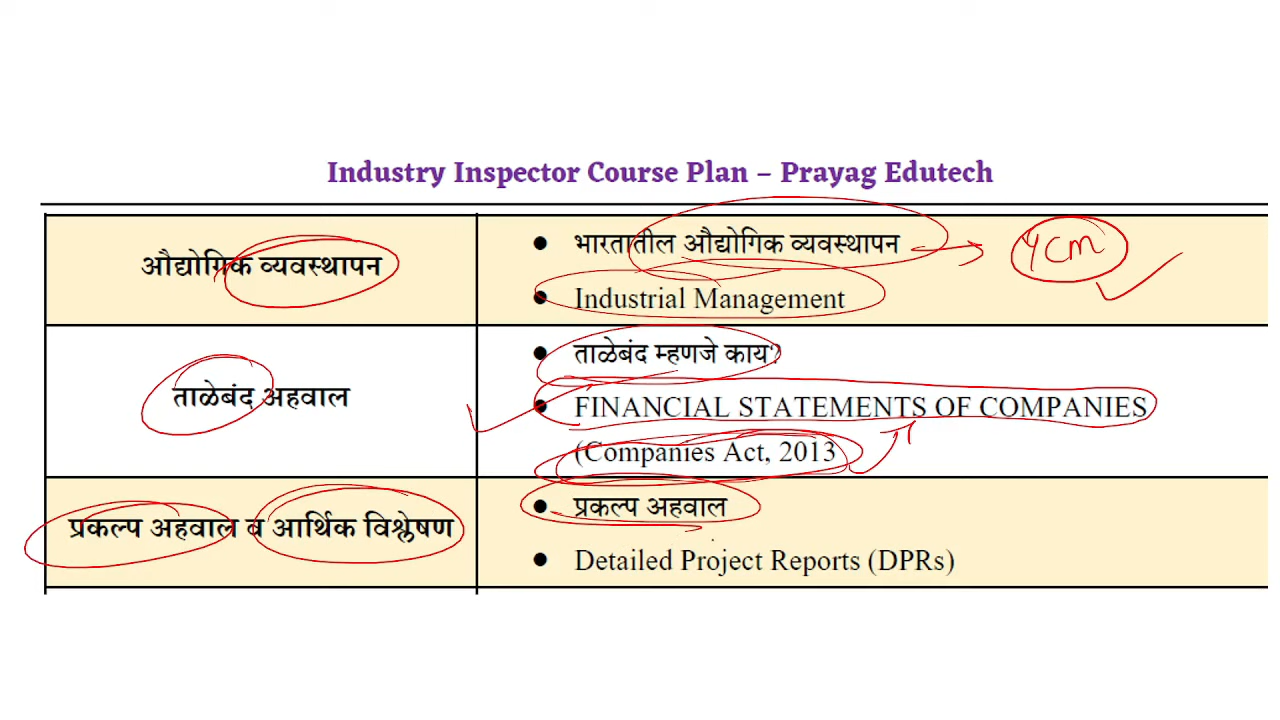 Industry Inspector Course Plan – Prayag Edutech
औद्योगिक व्यवस्थापन
• भारतातील औद्योगिक व्यवस्थापन
• Industrial Management
ताळेबंद अहवाल
• ताळेबंद म्हणजे काय?
• FINANCIAL STATEMENTS OF COMPANIES
(Companies Act, 2013
प्रकल्प अहवाल व आर्थिक विश्लेषण
• प्रकल्प अहवाल
• Detailed Project Reports (DPRs)